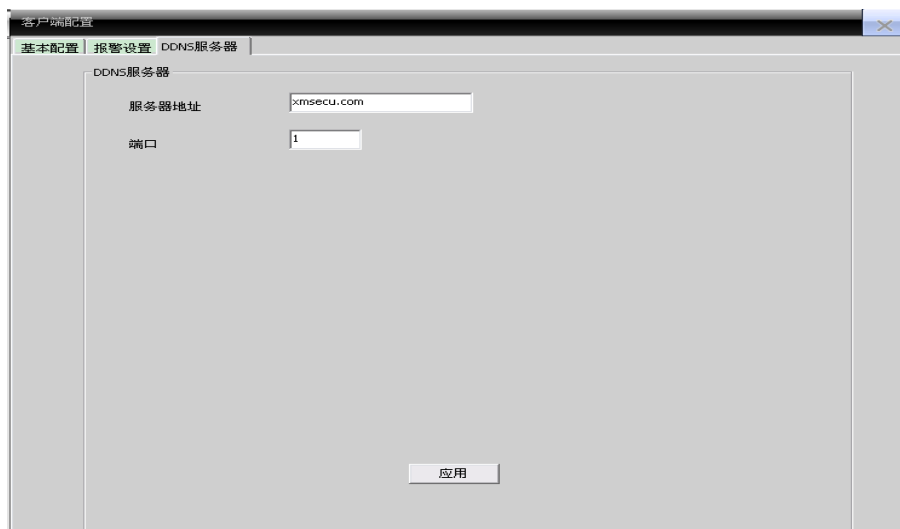 客户端配置
基本配置 报警设置 DDNS服务器
DDNS服务器
服务器地址 xmsecu.com
端口 1
应用